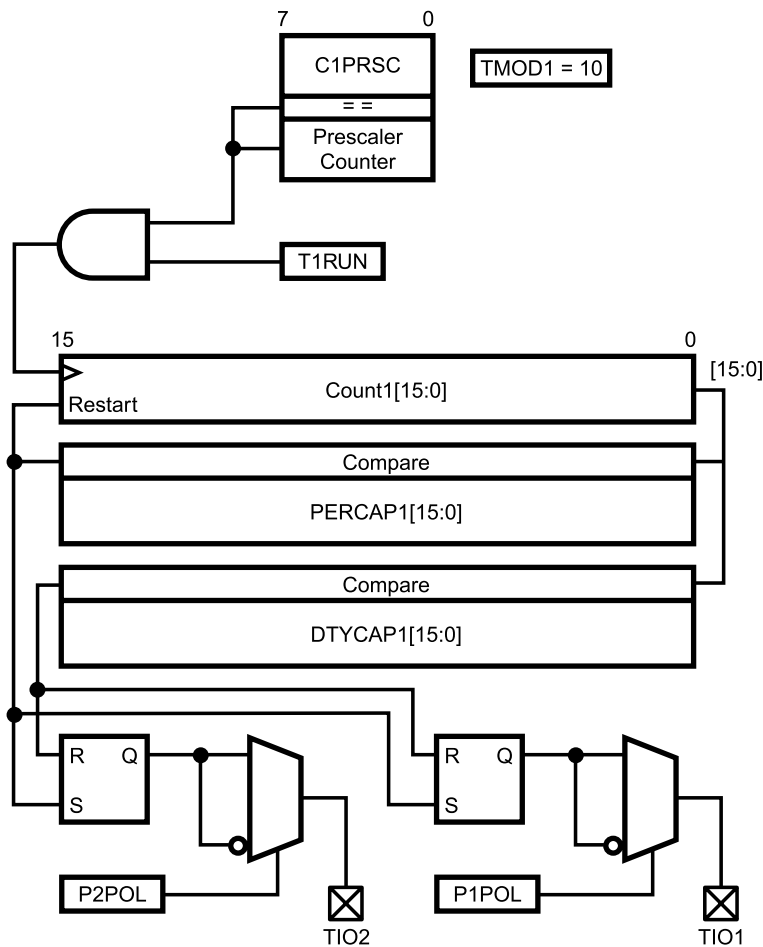 7 0
C1PRSC
TMOD1 = 10
= =
Prescaler
Counter
T1RUN
15 0
[15:0]
Count1[15:0]
Restart
Compare
PERCAP1[15:0]
Compare
DTYCAP1[15:0]
R Q R Q
S S
P2POL P1POL
TIO2 TIO1